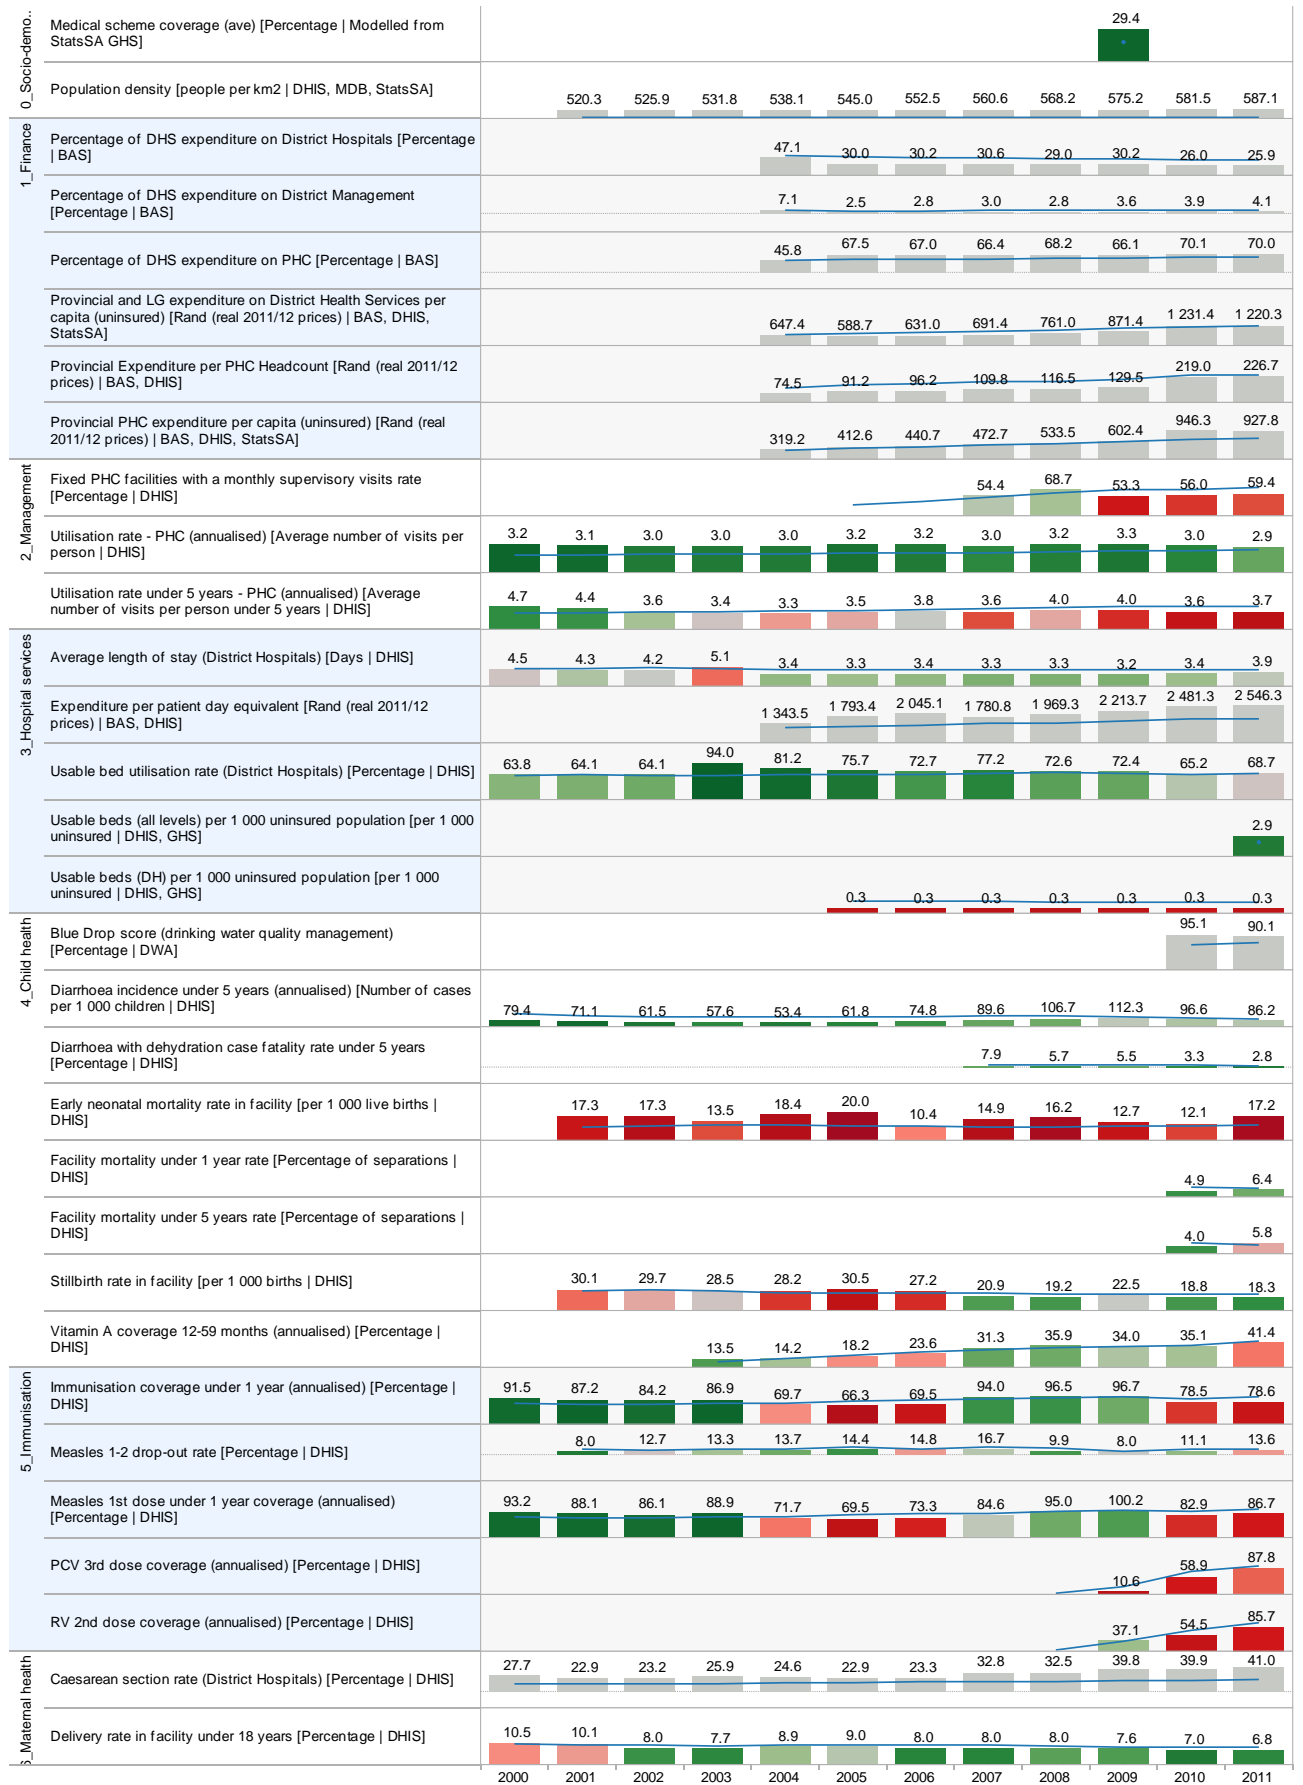 0_Socio-demo..
Medical scheme coverage (ave) [Percentage | Modelled from
StatsSA GHS]
29.4
Population density [people per km2 | DHIS, MDB, StatsSA]
520.3 525.9 531.8 538.1 545.0 552.5 560.6 568.2 575.2 581.5 587.1
1_Finance
Percentage of DHS expenditure on District Hospitals [Percentage
| BAS]
47.1 30.0 30.2 30.6 29.0 30.2 26.0 25.9
Percentage of DHS expenditure on District Management
[Percentage | BAS]
7.1 2.5 2.8 3.0 2.8 3.6 3.9 4.1
Percentage of DHS expenditure on PHC [Percentage | BAS]
45.8 67.5 67.0 66.4 68.2 66.1 70.1 70.0
Provincial and LG expenditure on District Health Services per
capita (uninsured) [Rand (real 2011/12 prices) | BAS, DHIS,
StatsSA]
647.4 588.7 631.0 691.4 761.0 871.4 1 231.4 1 220.3
Provincial Expenditure per PHC Headcount [Rand (real 2011/12
prices) | BAS, DHIS]
74.5 91.2 96.2 109.8 116.5 129.5 219.0 226.7
Provincial PHC expenditure per capita (uninsured) [Rand (real
2011/12 prices) | BAS, DHIS, StatsSA]
319.2 412.6 440.7 472.7 533.5 602.4 946.3 927.8
2_Management
Fixed PHC facilities with a monthly supervisory visits rate
[Percentage | DHIS]
54.4 68.7 53.3 56.0 59.4
Utilisation rate - PHC (annualised) [Average number of visits per
person | DHIS]
3.2 3.1 3.0 3.0 3.0 3.2 3.2 3.0 3.2 3.3 3.0 2.9
Utilisation rate under 5 years - PHC (annualised) [Average
number of visits per person under 5 years | DHIS]
4.7 4.4 3.6 3.4 3.3 3.5 3.8 3.6 4.0 4.0 3.6 3.7
3_Hospital services
Average length of stay (District Hospitals) [Days | DHIS]
4.5 4.3 4.2 5.1 3.4 3.3 3.4 3.3 3.3 3.2 3.4 3.9
Expenditure per patient day equivalent [Rand (real 2011/12
prices) | BAS, DHIS]
1 343.5 1 793.4 2 045.1 1 780.8 1 969.3 2 213.7 2 481.3 2 546.3
Usable bed utilisation rate (District Hospitals) [Percentage | DHIS]
63.8 64.1 64.1 94.0 81.2 75.7 72.7 77.2 72.6 72.4 65.2 68.7
Usable beds (all levels) per 1 000 uninsured population [per 1 000
uninsured | DHIS, GHS]
2.9
Usable beds (DH) per 1 000 uninsured population [per 1 000
uninsured | DHIS, GHS]
0.3 0.3 0.3 0.3 0.3 0.3 0.3
4_Child health
Blue Drop score (drinking water quality management)
[Percentage | DWA]
95.1 90.1
Diarrhoea incidence under 5 years (annualised) [Number of cases
per 1 000 children | DHIS]
79.4 71.1 61.5 57.6 53.4 61.8 74.8 89.6 106.7 112.3 96.6 86.2
Diarrhoea with dehydration case fatality rate under 5 years
[Percentage | DHIS]
7.9 5.7 5.5 3.3 2.8
Early neonatal mortality rate in facility [per 1 000 live births |
DHIS]
17.3 17.3 13.5 18.4 20.0 10.4 14.9 16.2 12.7 12.1 17.2
Facility mortality under 1 year rate [Percentage of separations |
DHIS]
4.9 6.4
Facility mortality under 5 years rate [Percentage of separations |
DHIS]
4.0 5.8
Stillbirth rate in facility [per 1 000 births | DHIS]
30.1 29.7 28.5 28.2 30.5 27.2 20.9 19.2 22.5 18.8 18.3
Vitamin A coverage 12-59 months (annualised) [Percentage |
DHIS]
13.5 14.2 18.2 23.6 31.3 35.9 34.0 35.1 41.4
5_Immunisation
Immunisation coverage under 1 year (annualised) [Percentage |
DHIS]
91.5 87.2 84.2 86.9 69.7 66.3 69.5 94.0 96.5 96.7 78.5 78.6
Measles 1-2 drop-out rate [Percentage | DHIS]
8.0 12.7 13.3 13.7 14.4 14.8 16.7 9.9 8.0 11.1 13.6
Measles 1st dose under 1 year coverage (annualised)
[Percentage | DHIS]
93.2 88.1 86.1 88.9 71.7 69.5 73.3 84.6 95.0 100.2 82.9 86.7
PCV 3rd dose coverage (annualised) [Percentage | DHIS]
10.6 58.9 87.8
RV 2nd dose coverage (annualised) [Percentage | DHIS]
37.1 54.5 85.7
6_Maternal health
Caesarean section rate (District Hospitals) [Percentage | DHIS]
27.7 22.9 23.2 25.9 24.6 22.9 23.3 32.8 32.5 39.8 39.9 41.0
Delivery rate in facility under 18 years [Percentage | DHIS]
10.5 10.1 8.0 7.7 8.9 9.0 8.0 8.0 8.0 7.6 7.0 6.8
2000 2001 2002 2003 2004 2005 2006 2007 2008 2009 2010 2011